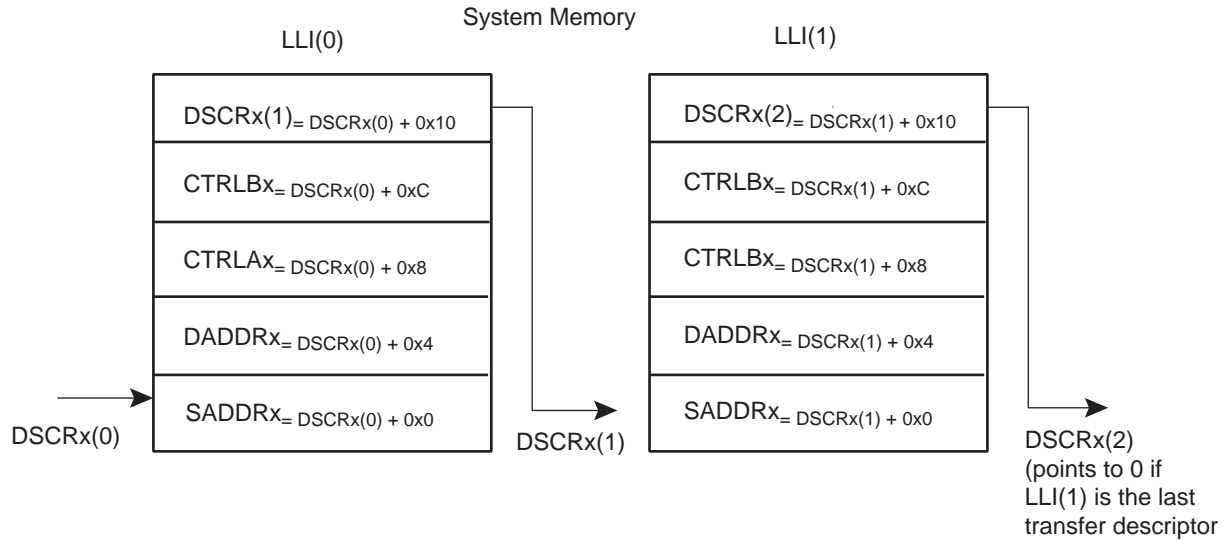 System Memory
LLI(0)
LLI(1)
DSCRx(1)= DSCRx(0) + 0x10
CTRLBx= DSCRx(0) + 0xC
CTRLAx= DSCRx(0) + 0x8
DADDRx= DSCRx(0) + 0x4
SADDRx= DSCRx(0) + 0x0
DSCRx(0)
DSCRx(1)
DSCRx(2)= DSCRx(1) + 0x10
CTRLBx= DSCRx(1) + 0xC
CTRLBx= DSCRx(1) + 0x8
DADDRx= DSCRx(1) + 0x4
SADDRx= DSCRx(1) + 0x0
DSCRx(2)
(points to 0 if
LLI(1) is the last
transfer descriptor